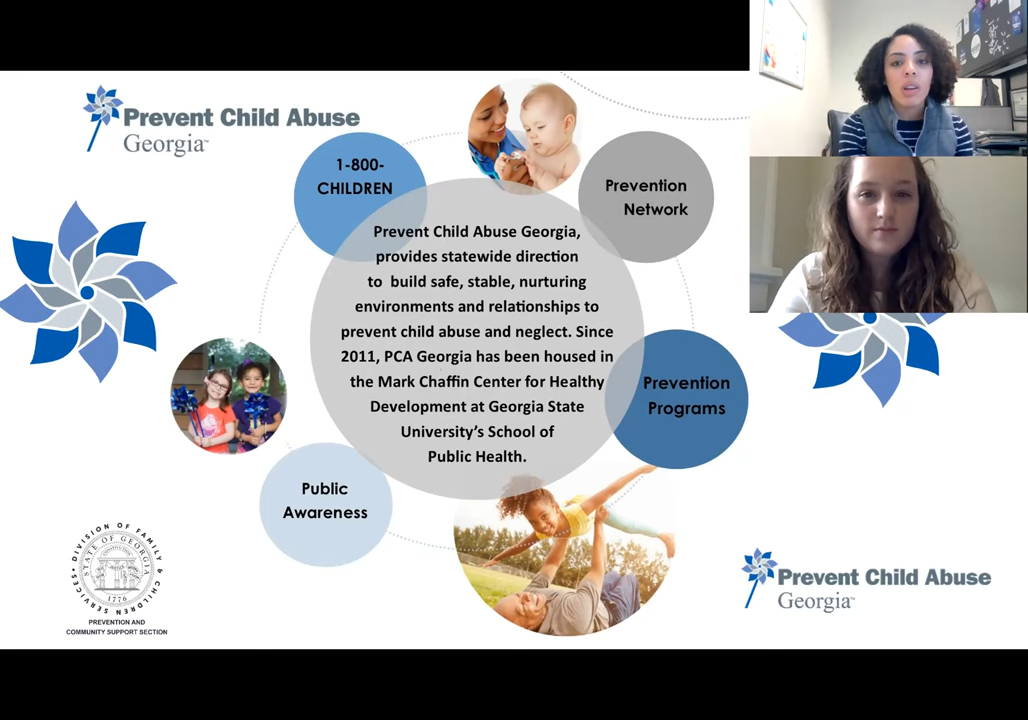 Prevent Child Abuse
Georgia™
1-800-
CHILDREN
Prevention
Network
Prevent Child Abuse Georgia,
provides statewide direction
to build safe, stable, nurturing
environments and relationships to
prevent child abuse and neglect. Since
2011, PCA Georgia has been housed in
the Mark Chaffin Center for Healthy
Development at Georgia State
University's School of
Public Health.
Prevention
Programs
Public
Awareness
DIVISION OF FAMILY & CHILDREN SERVICES
STATE OF GEORGIA
1776
PREVENTION AND
COMMUNITY SUPPORT SECTION
Prevent Child Abuse
Georgia™